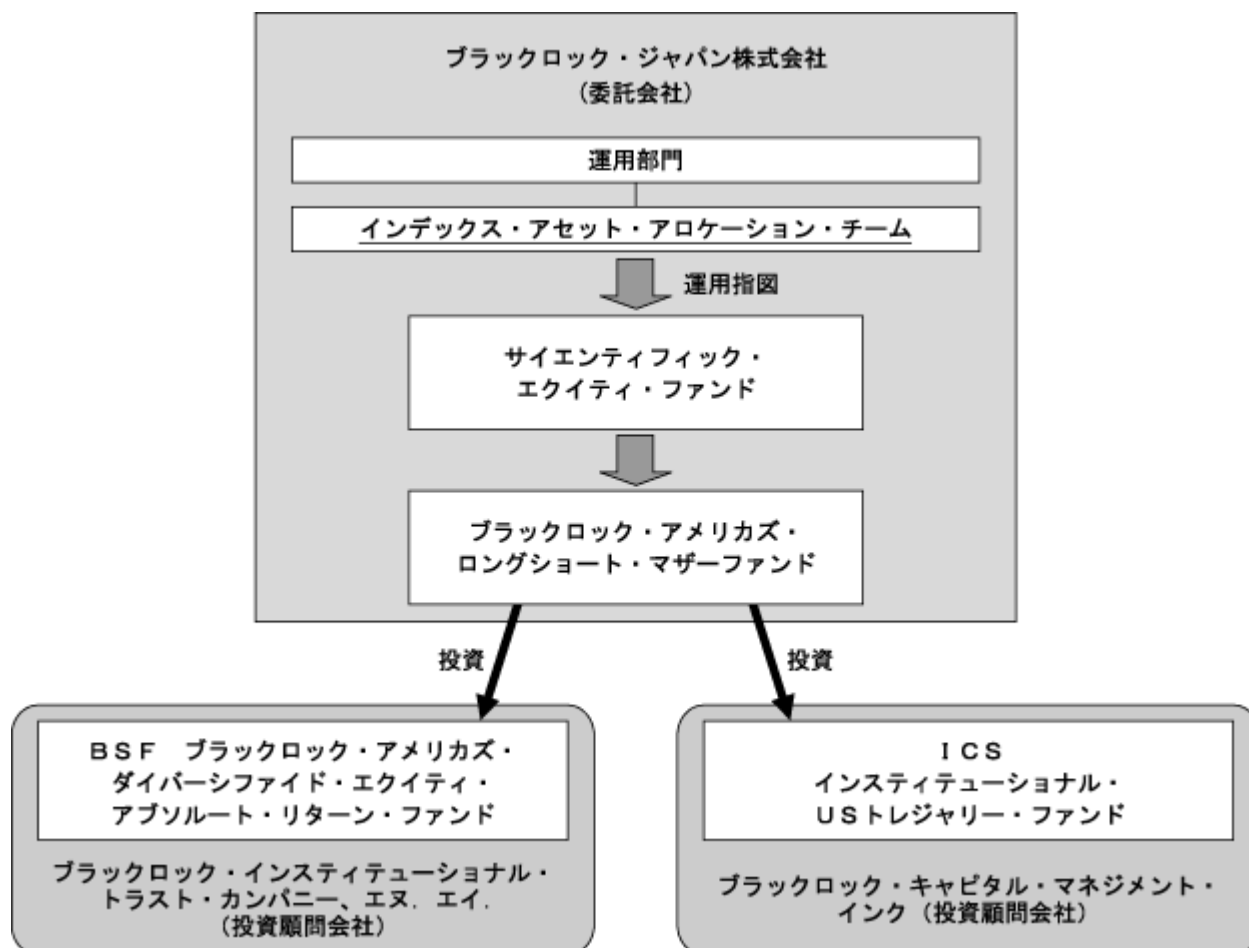 ブラックロック・ジャパン株式会社
(委託会社)
運用部門
インデックス・アセット・アロケーション・チーム
運用指図
サイエンティフィック・
エクイティ・ファンド
ブラックロック・アメリカズ・
ロングショート・マザーファンド
投資
投資
ＢＳＦ　ブラックロック・アメリカズ・
ダイバーシファイド・エクイティ・
アブソルート・リターン・ファンド
ブラックロック・インスティテューショナル・
トラスト・カンパニー、エヌ．エイ．
(投資顧問会社)
ＩＣＳ
インスティテューショナル・
ＵＳトレジャリー・ファンド
ブラックロック・キャピタル・マネジメント・
インク（投資顧問会社）